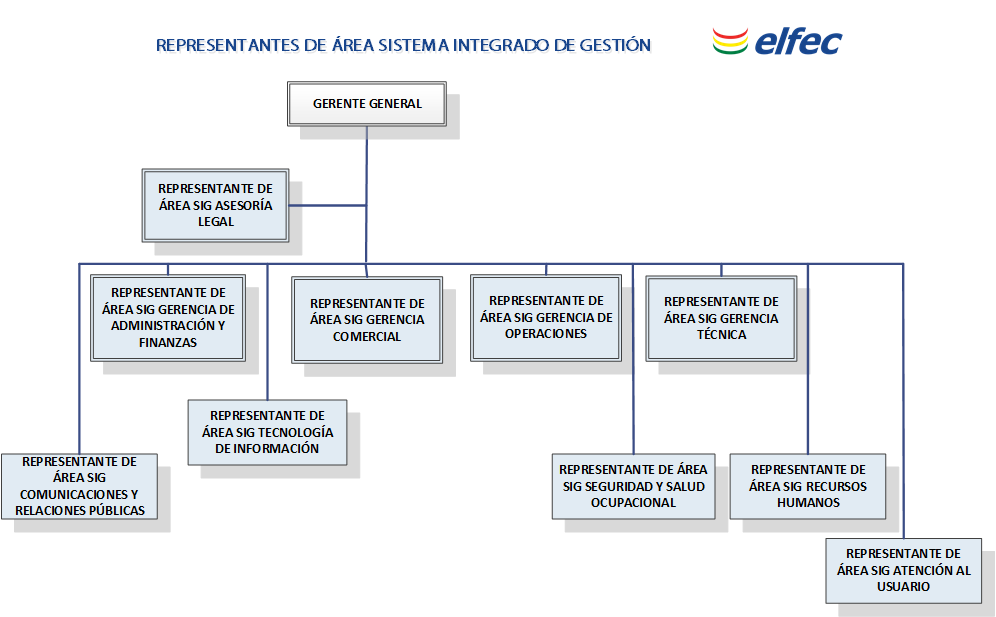 REPRESENTANTES DE ÁREA SISTEMA INTEGRADO DE GESTIÓN
elfec
GERENTE GENERAL
REPRESENTANTE DE
ÁREA SIG ASESORÍA
LEGAL
REPRESENTANTE DE
ÁREA SIG GERENCIA DE
ADMINISTRACIÓN Y
FINANZAS
REPRESENTANTE DE
ÁREA SIG GERENCIA
COMERCIAL
REPRESENTANTE DE
ÁREA SIG GERENCIA DE
OPERACIONES
REPRESENTANTE DE
ÁREA SIG GERENCIA
TÉCNICA
REPRESENTANTE DE
ÁREA SIG TECNOLOGÍA
DE INFORMACIÓN
REPRESENTANTE DE
ÁREA SIG
COMUNICACIONES Y
RELACIONES PÚBLICAS
REPRESENTANTE DE ÁREA
SIG SEGURIDAD Y SALUD
OCUPACIONAL
REPRESENTANTE DE
ÁREA SIG RECURSOS
HUMANOS
REPRESENTANTE DE
ÁREA SIG ATENCIÓN AL
USUARIO